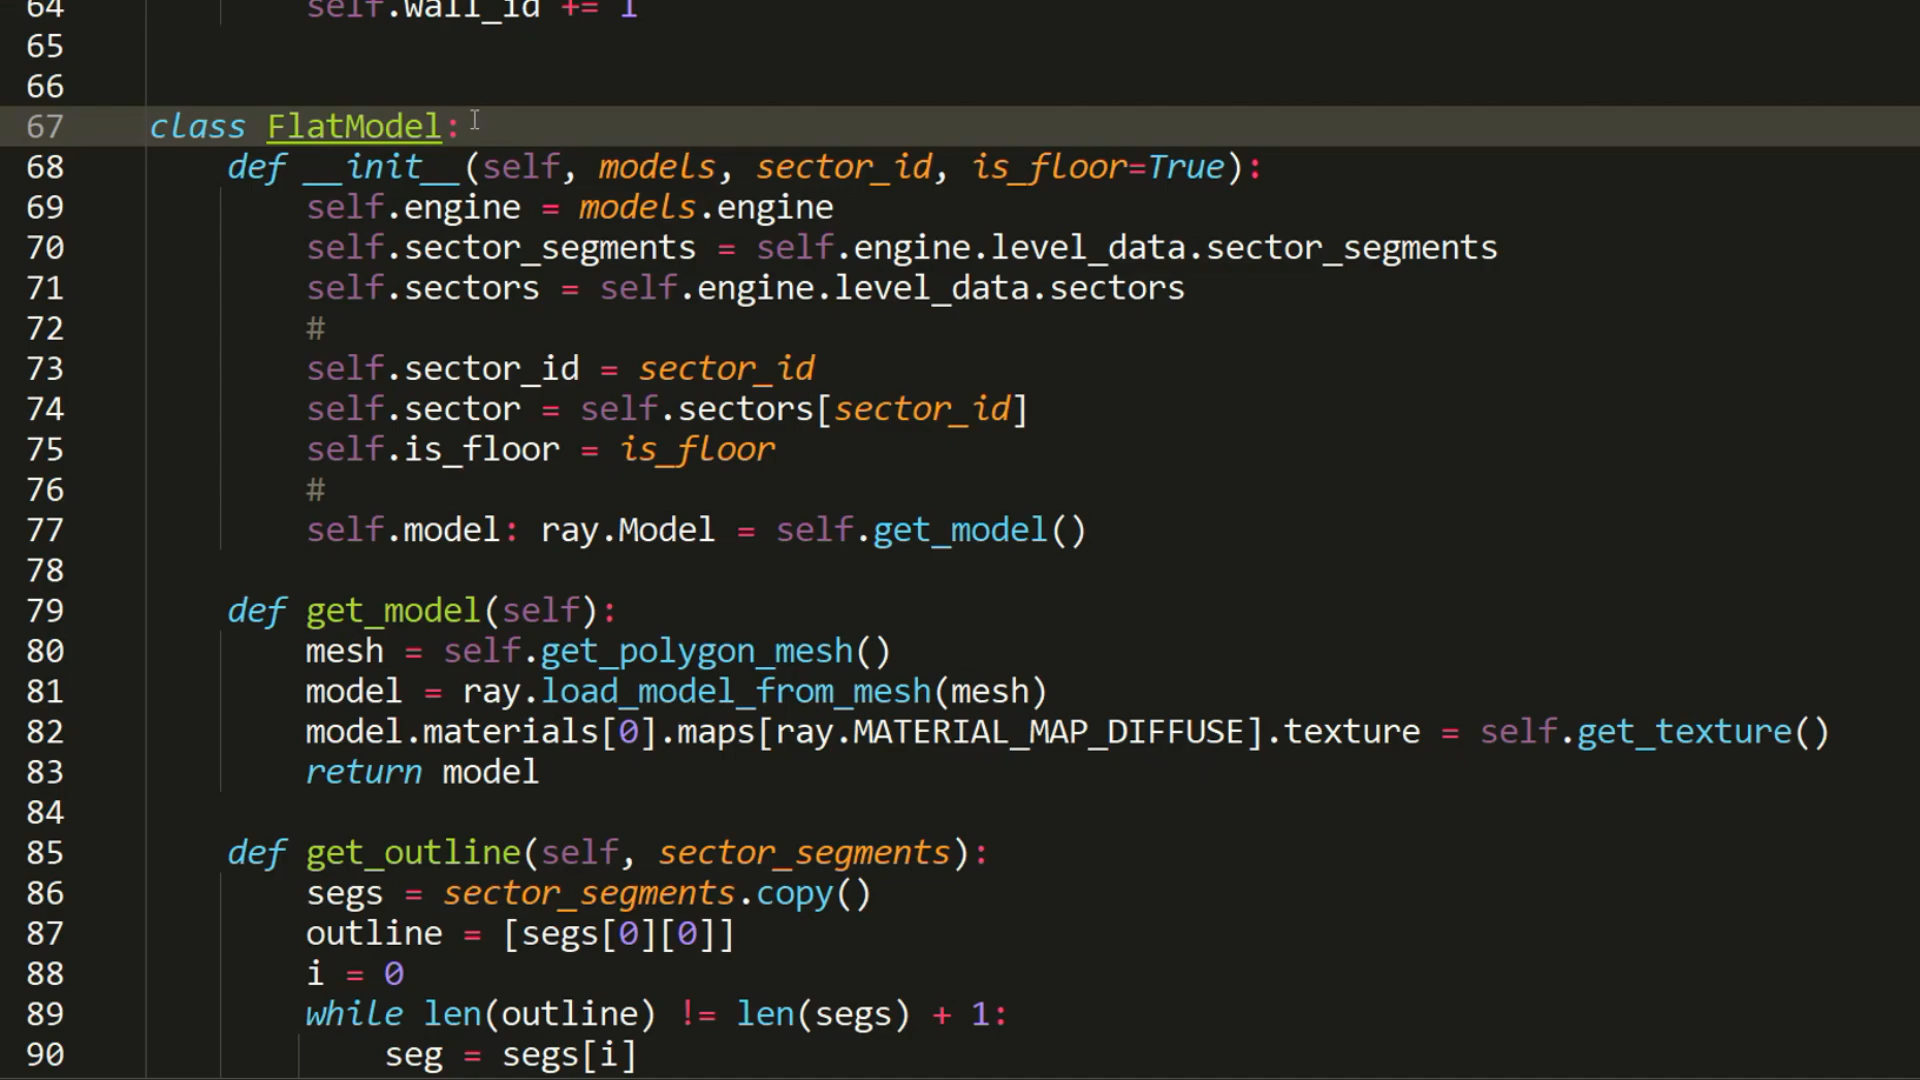 64 self.wall_id += 1
65
66
67 class FlatModel:
68 def __init__(self, models, sector_id, is_floor=True):
69 self.engine = models.engine
70 self.sector_segments = self.engine.level_data.sector_segments
71 self.sectors = self.engine.level_data.sectors
72 #
73 self.sector_id = sector_id
74 self.sector = self.sectors[sector_id]
75 self.is_floor = is_floor
76 #
77 self.model: ray.Model = self.get_model()
78
79 def get_model(self):
80 mesh = self.get_polygon_mesh()
81 model = ray.load_model_from_mesh(mesh)
82 model.materials[0].maps[ray.MATERIAL_MAP_DIFFUSE].texture = self.get_texture()
83 return model
84
85 def get_outline(self, sector_segments):
86 segs = sector_segments.copy()
87 outline = [segs[0][0]]
88 i = 0
89 while len(outline) != len(segs) + 1:
90 seg = segs[i]